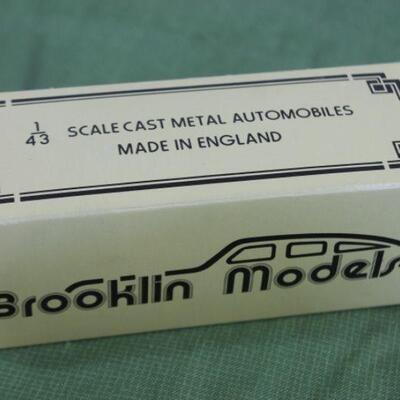 1/43 SCALE CAST METAL AUTOMOBILES
MADE IN ENGLAND
Brooklin Models